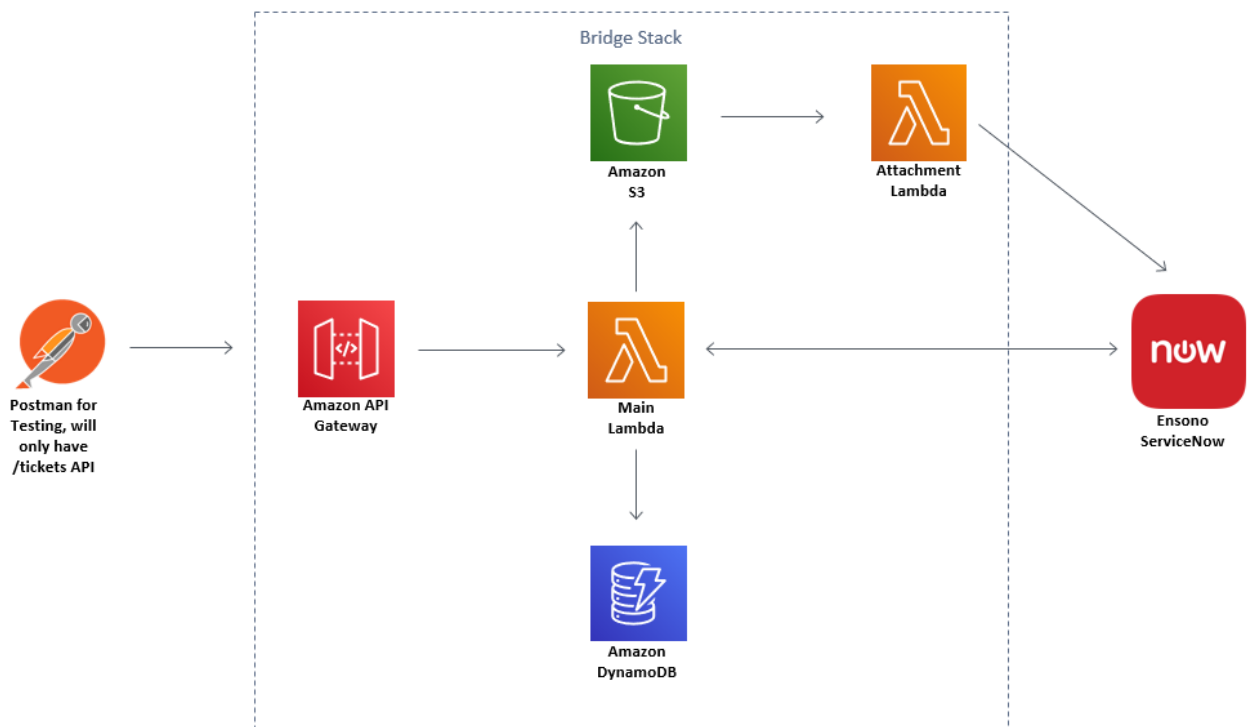 Bridge Stack
Amazon
S3
Attachment
Lambda
Postman for
Testing, will
only have
/tickets API
</>
Amazon API
Gateway
Main
Lambda
now
Ensono
ServiceNow
Amazon
DynamoDB